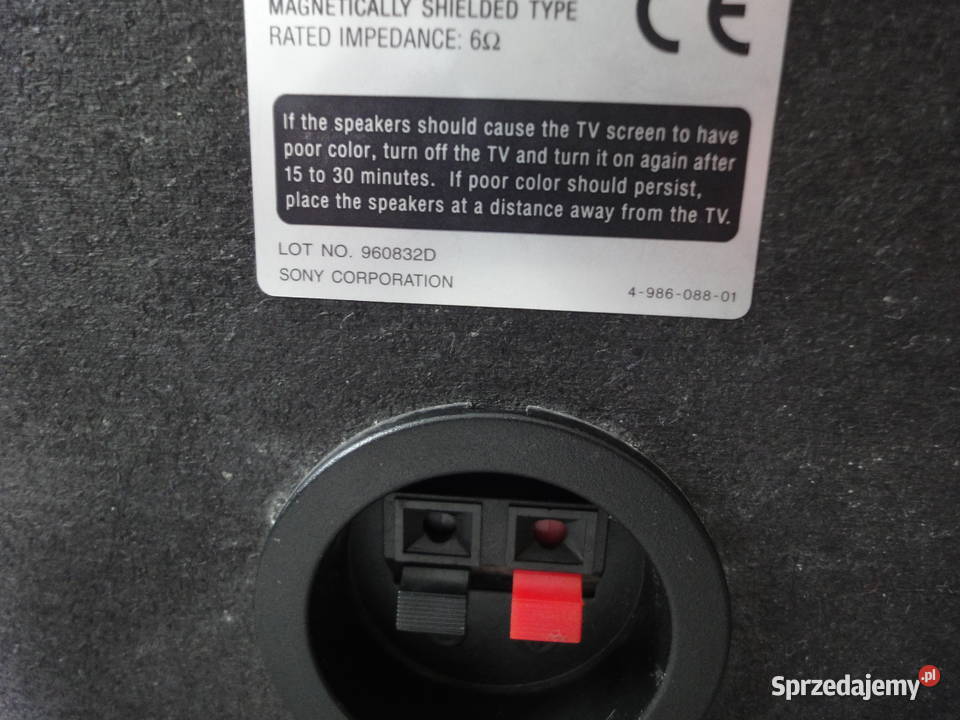 MAGNETICALLY SHIELDED TYPE
RATED IMPEDANCE: 6Ω
CE
If the speakers should cause the TV screen to have
poor color, turn off the TV and turn it on again after
15 to 30 minutes. If poor color should persist,
place the speakers at a distance away from the TV.
LOT NO. 960832D
SONY CORPORATION
4-986-088-01
Sprzedajemy.pl